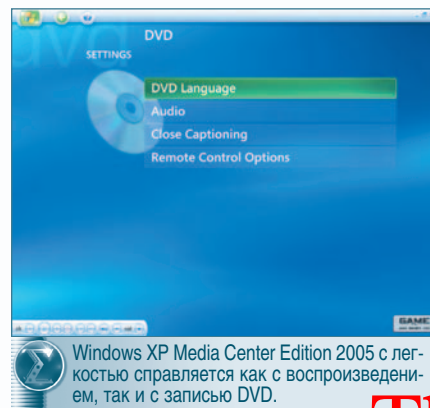 DVD
SETTINGS
DVD Language
Audio
Close Captioning
Remote Control Options
GAME
Windows XP Media Center Edition 2005 с лег-
костью справляется как с воспроизведени-
ем, так и с записью DVD.